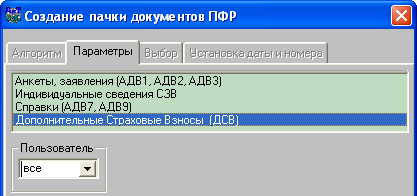 Создание пачки документов ПФР
Алгоритм Параметры Выбор Установка даты и номера
Анкеты, заявления (АДВ1, АДВ2, АДВ3)
Индивидуальные сведения СЗВ
Справки (АДВ7, АДВ9)
Дополнительные Страховые Взносы (ДСВ)
Пользователь
все